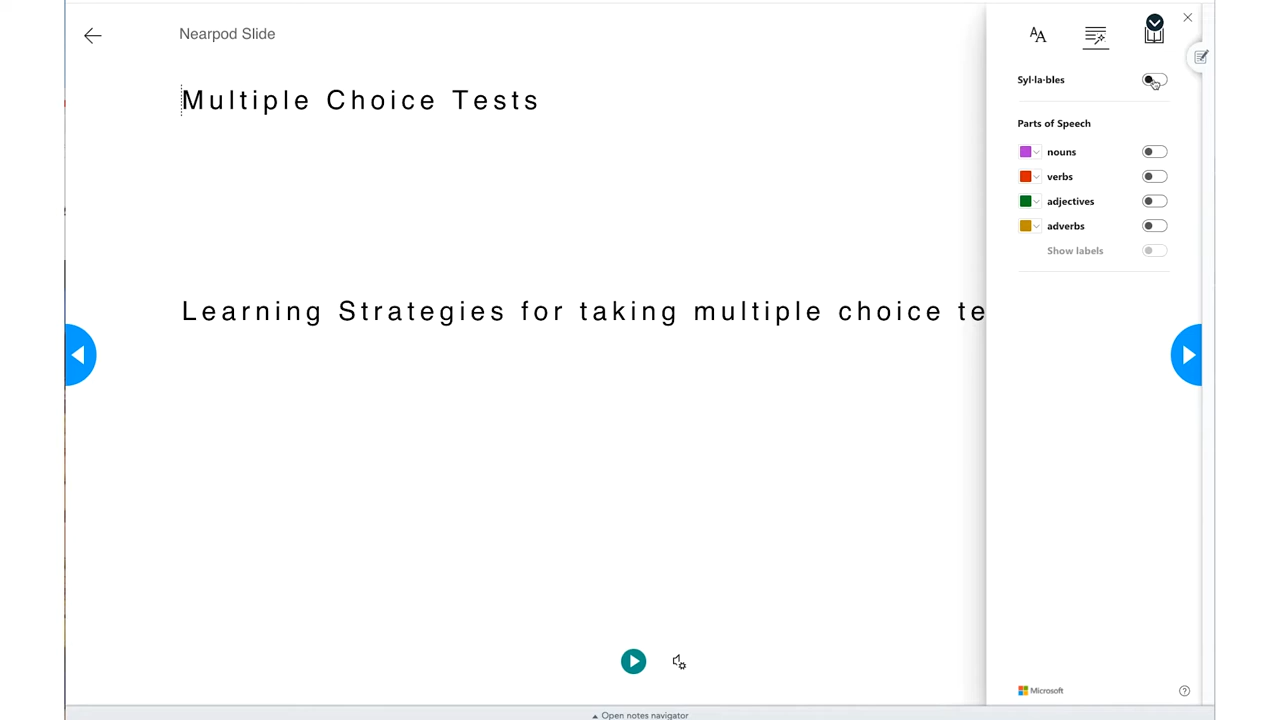 Nearpod Slide
Multiple Choice Tests
Learning Strategies for taking multiple choice te
AA
Syl·la·bles
Parts of Speech
nouns
verbs
adjectives
adverbs
Show labels
Microsoft
Open notes navigator